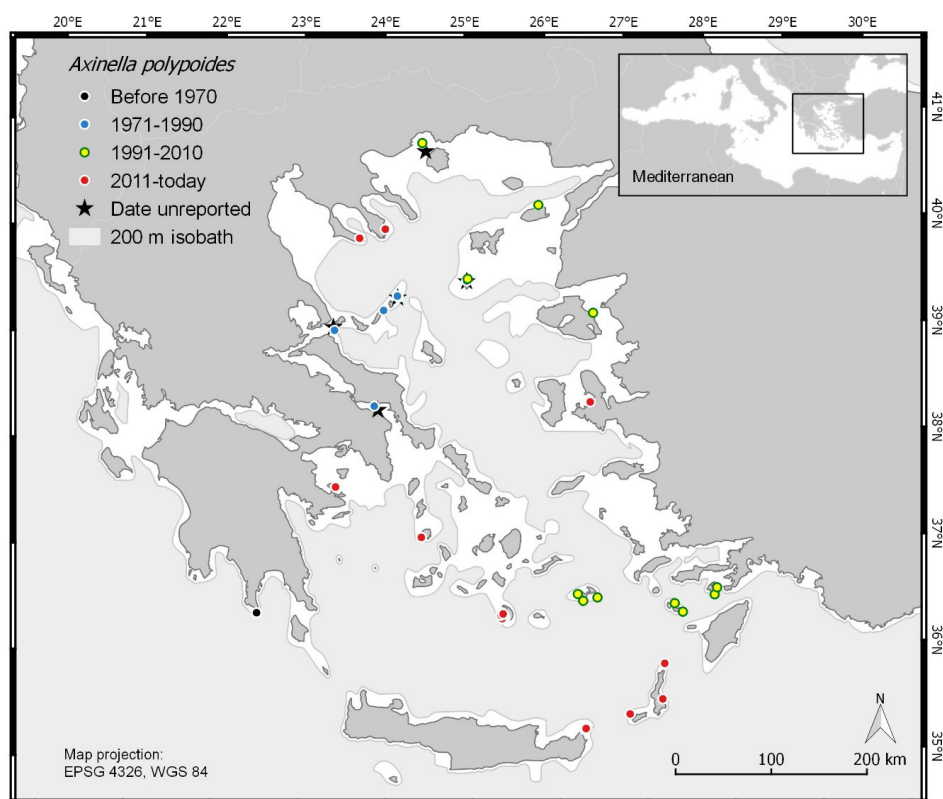 20°E 21°E 22°E 23°E 24°E 25°E 26°E 27°E 28°E 29°E 30°E
Axinella polypoides
Before 1970
1971-1990
1991-2010
2011-today
Date unreported
200 m isobath
Mediterranean
41°N
40°N
39°N
38°N
37°N
36°N
35°N
N
Map projection:
EPSG 4326, WGS 84
0 100 200 km